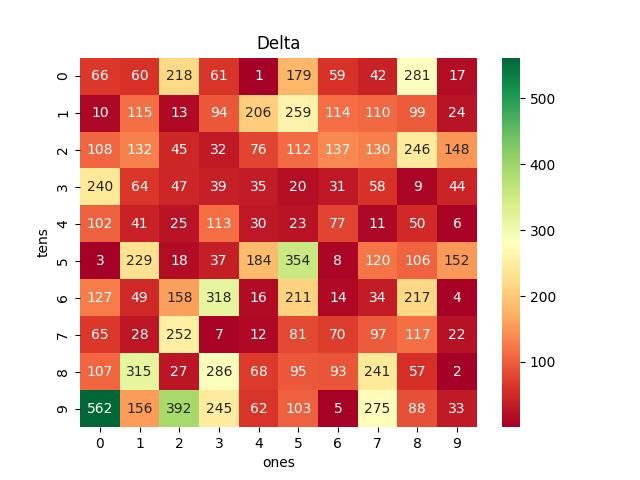 Delta
0 66 60 218 61 1 179 59 42 281 17
1 10 115 13 94 206 259 114 110 99 24
2 108 132 45 32 76 112 137 130 246 148
3 240 64 47 39 35 20 31 58 9 44
4 102 41 25 113 30 23 77 11 50 6
5 3 229 18 37 184 354 8 120 106 152
6 127 49 158 318 16 211 14 34 217 4
7 65 28 252 7 12 81 70 97 117 22
8 107 315 27 286 68 95 93 241 57 2
9 562 156 392 245 62 103 5 275 88 33
0 1 2 3 4 5 6 7 8 9
ones
tens
500
400
300
200
100